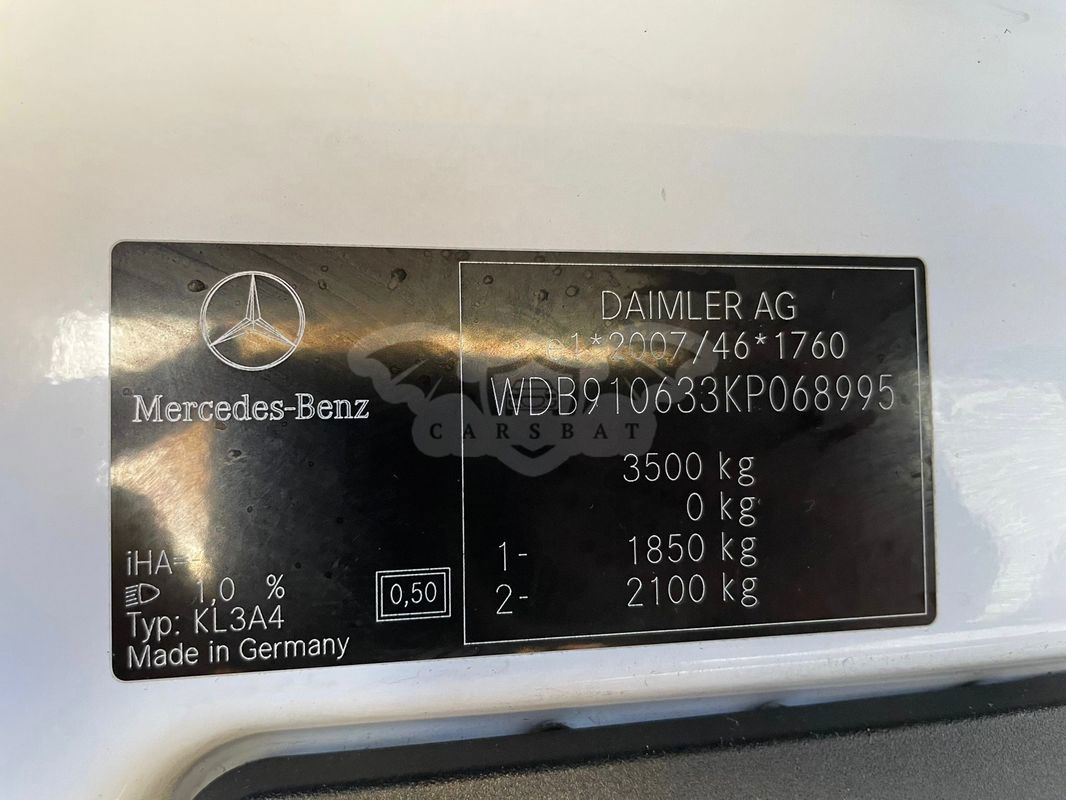 Mercedes-Benz
iHA=-
1,0 %
Typ: KL3A4
Made in Germany
0,50
DAIMLER AG
e1*2007/46*1760
WDB910633KP068995
CARSBAT
3500 kg
0 kg
1- 1850 kg
2- 2100 kg